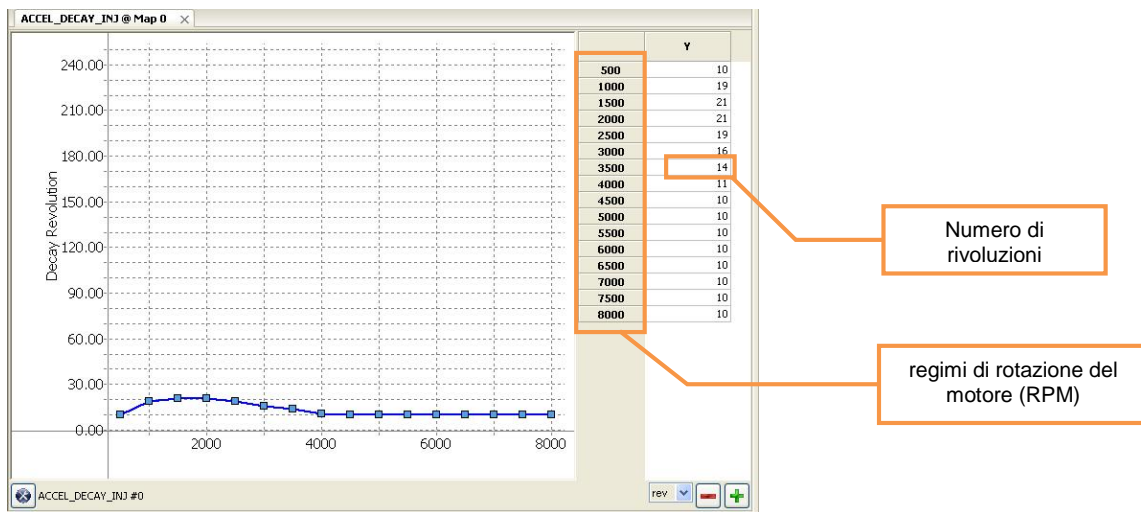 ACCEL_DECAY_INJ @ Map 0
240.00
210.00
180.00
150.00
120.00
90.00
60.00
30.00
0.00
Decay Revolution
2000 4000 6000 8000
Y
500 10
1000 19
1500 21
2000 21
2500 19
3000 16
3500 14
4000 11
4500 10
5000 10
5500 10
6000 10
6500 10
7000 10
7500 10
8000 10
Numero di
rivoluzioni
regimi di rotazione del
motore (RPM)
ACCEL_DECAY_INJ #0
rev